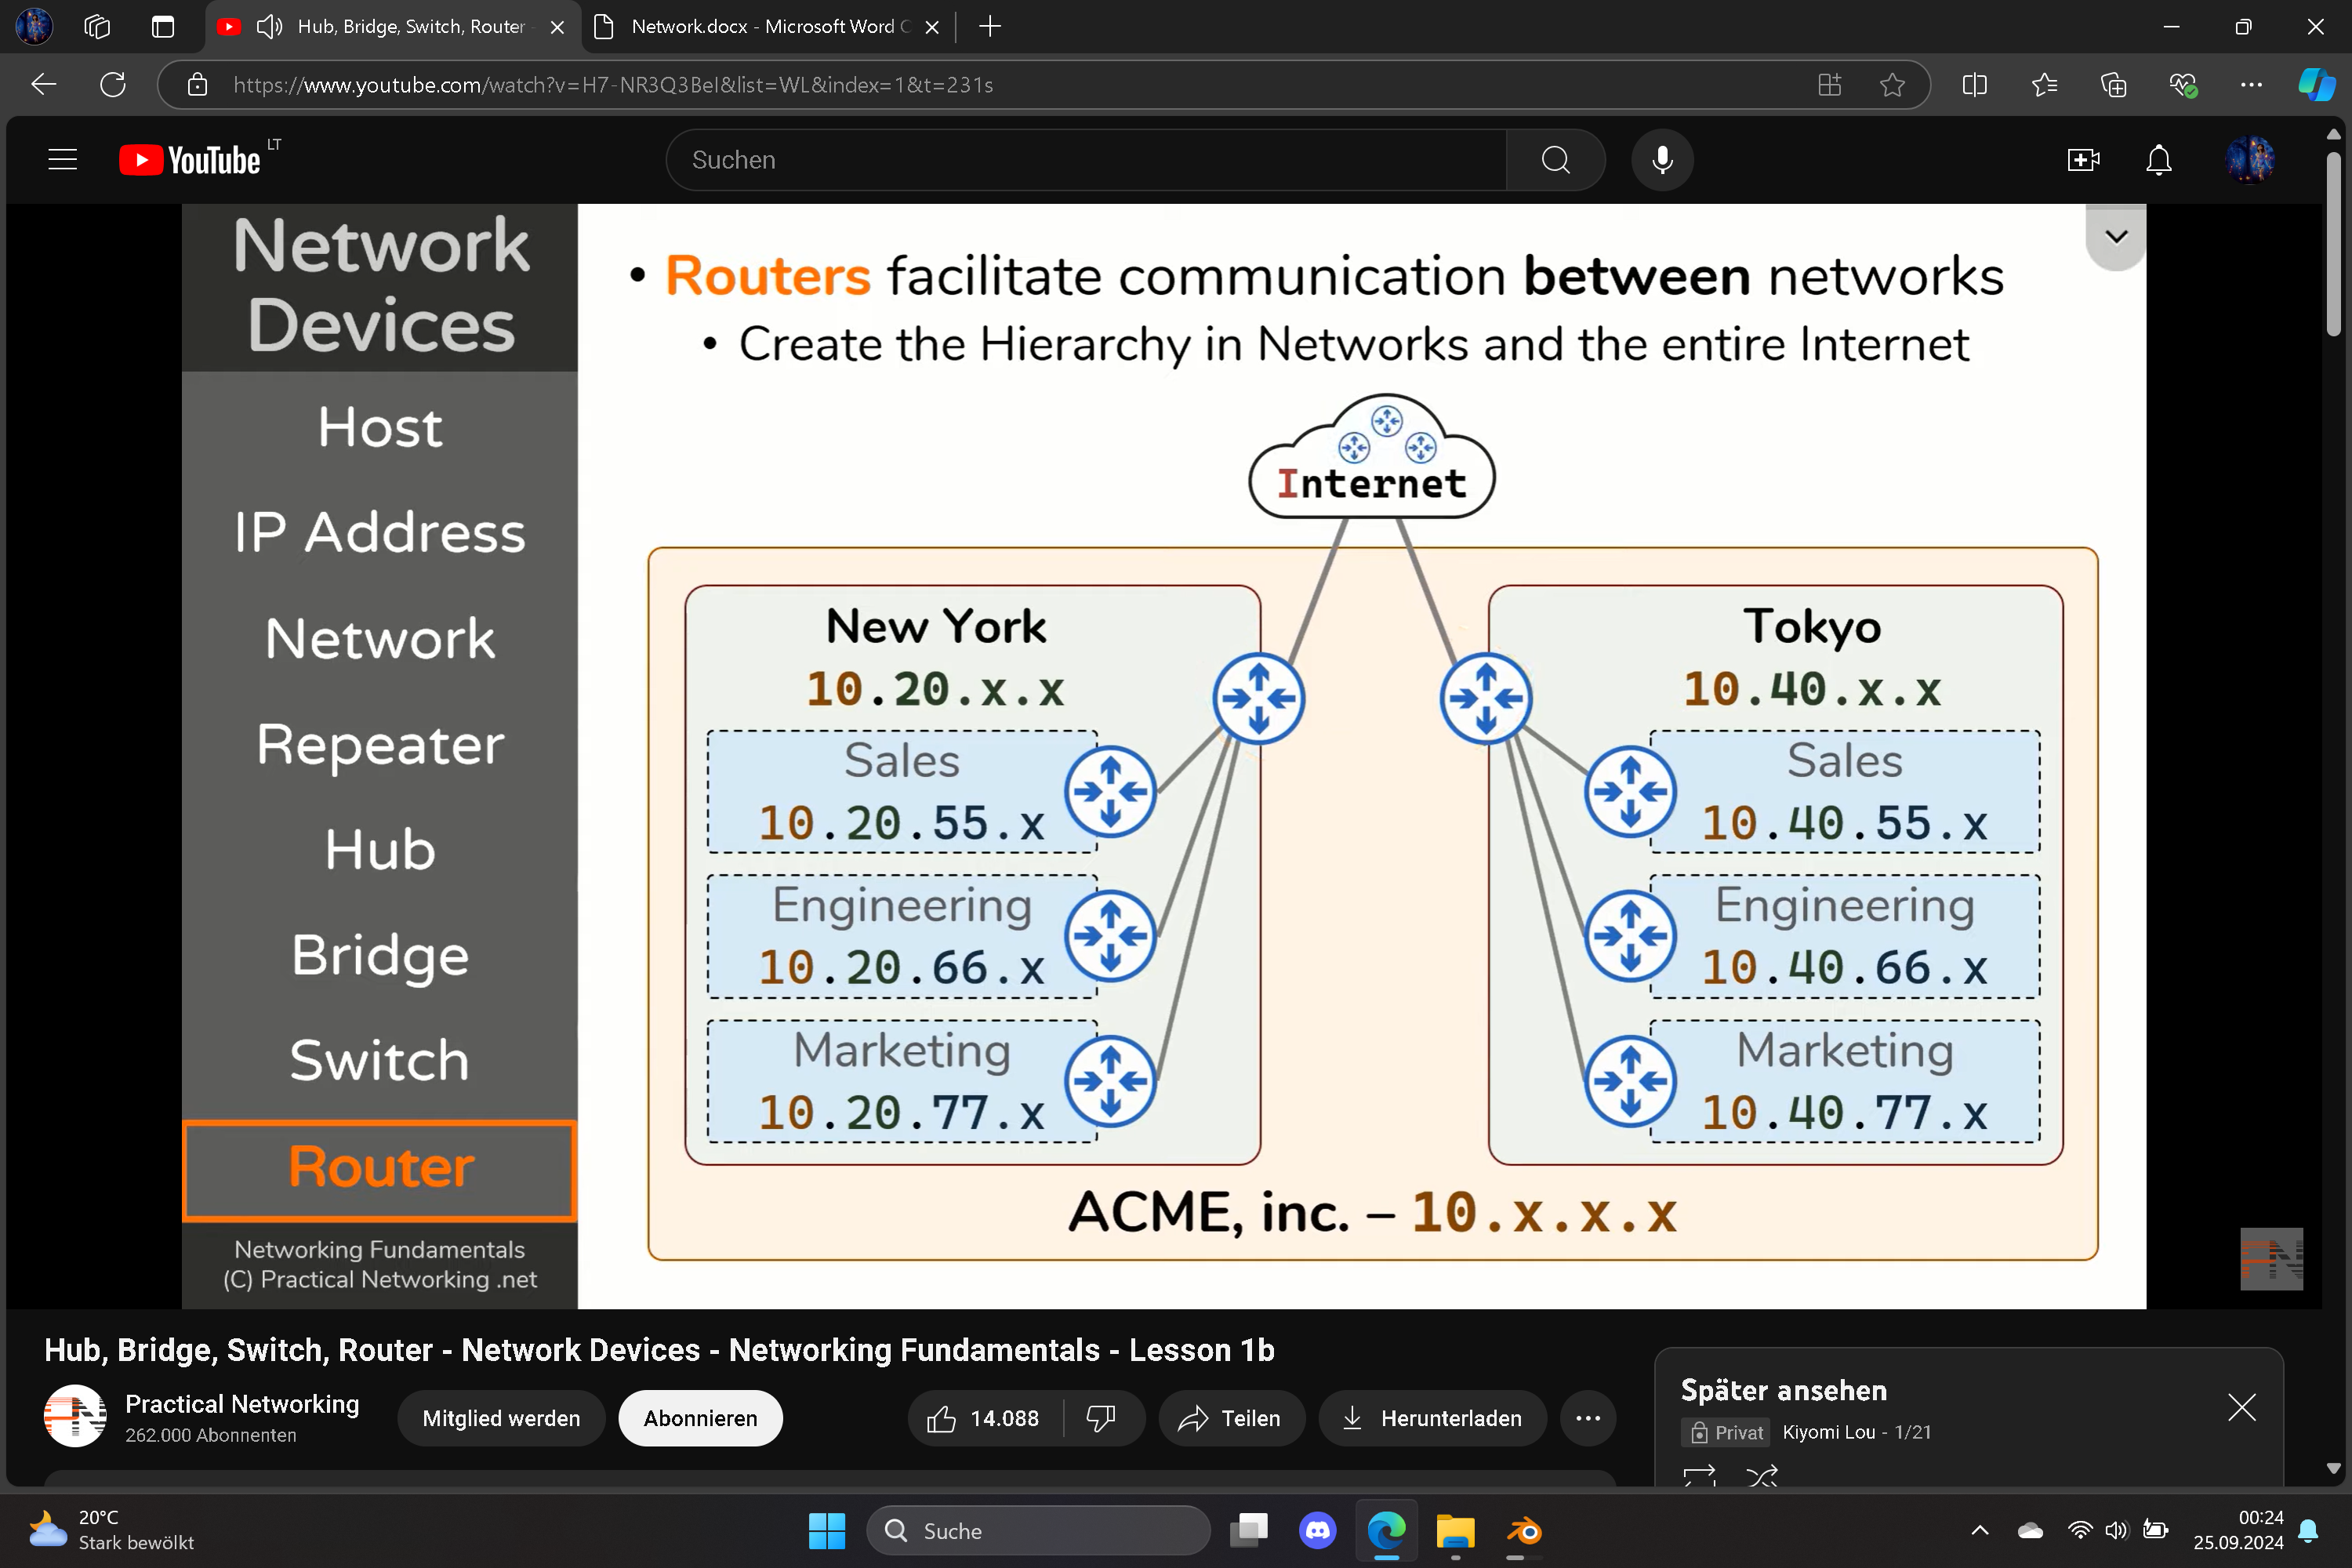 Hub, Bridge, Switch, Router -
Network.docx - Microsoft Word O
https://www.youtube.com/watch?v=H7-NR3Q3BeI&list=WL&index=1&t=231s
YouTube LT
Suchen
Network
Devices
Host
IP Address
Network
Repeater
Hub
Bridge
Switch
Router
Networking Fundamentals
(C) Practical Networking .net
• Routers facilitate communication between networks
• Create the Hierarchy in Networks and the entire Internet
Internet
New York
10.20.x.x
Sales
10.20.55.x
Engineering
10.20.66.x
Marketing
10.20.77.x
Tokyo
10.40.x.x
Sales
10.40.55.x
Engineering
10.40.66.x
Marketing
10.40.77.x
ACME, inc. – 10.x.x.x
Hub, Bridge, Switch, Router - Network Devices - Networking Fundamentals - Lesson 1b
Practical Networking
262.000 Abonnenten
Mitglied werden
Abonnieren
14.088
Teilen
Herunterladen
Später ansehen
Privat Kiyomi Lou - 1/21
20°C
Stark bewölkt
Suche
00:24
25.09.2024